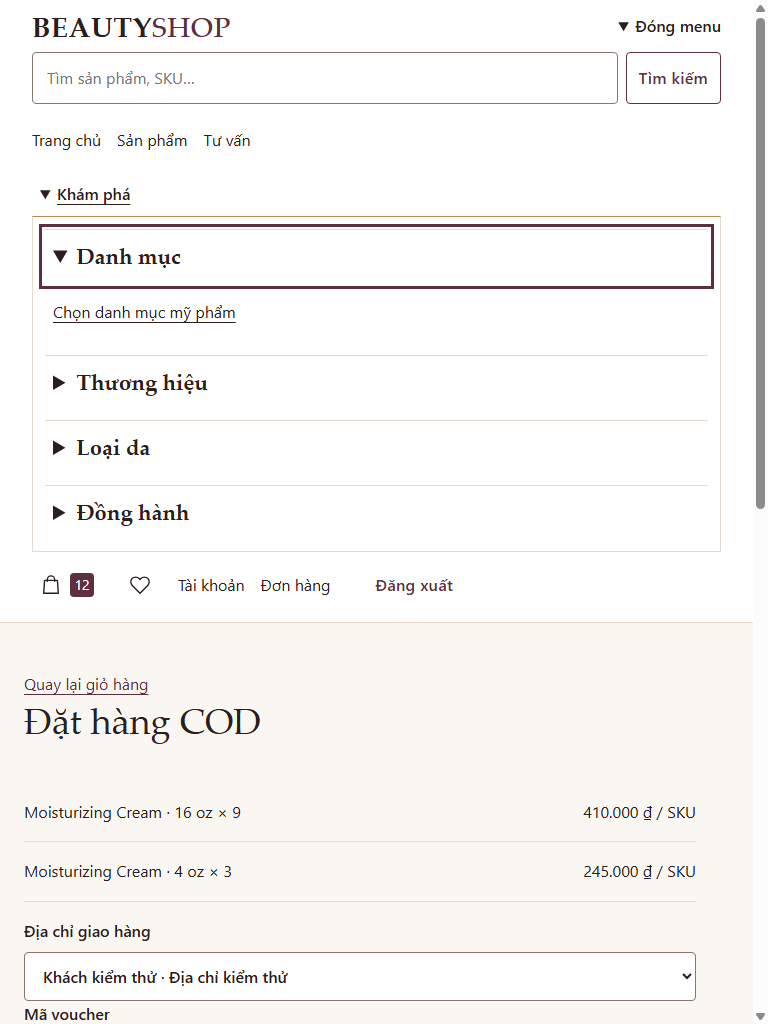 BEAUTYSHOP
▼ Đóng menu
Tìm sản phẩm, SKU...
Tìm kiếm
Trang chủ Sản phẩm Tư vấn
▼ Khám phá
▼ Danh mục
Chọn danh mục mỹ phẩm
▶ Thương hiệu
▶ Loại da
▶ Đồng hành
12 Tài khoản Đơn hàng Đăng xuất
Quay lại giỏ hàng
Đặt hàng COD
Moisturizing Cream · 16 oz × 9 410.000 ₫ / SKU
Moisturizing Cream · 4 oz × 3 245.000 ₫ / SKU
Địa chỉ giao hàng
Khách kiểm thử · Địa chỉ kiểm thử
Mã voucher